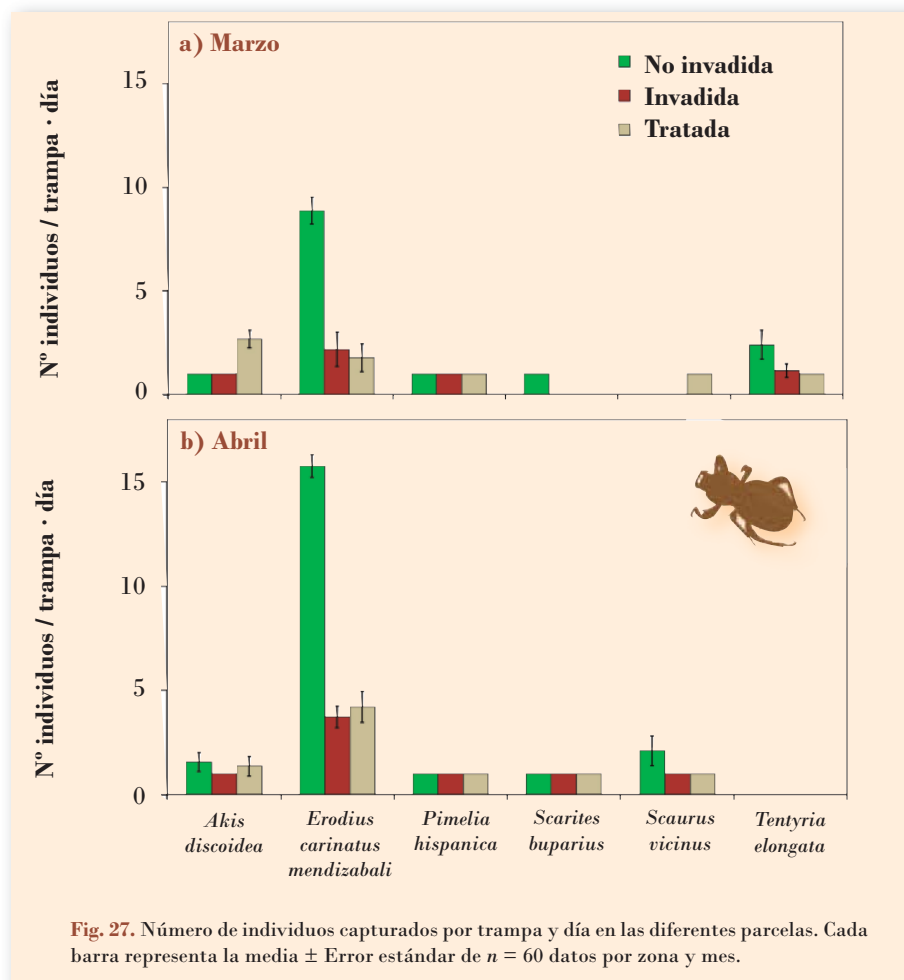 a) Marzo
No invadida
Invadida
Tratada
Nº individuos / trampa · día
15
10
5
0
b) Abril
Nº individuos / trampa · día
15
10
5
0
Akis
discoidea
Erodius
carinatus
mendizabali
Pimelia
hispanica
Scarites
buparius
Scaurus
vicinus
Tentyria
elongata
Fig. 27. Número de individuos capturados por trampa y día en las diferentes parcelas. Cada
barra representa la media ± Error estándar de n = 60 datos por zona y mes.